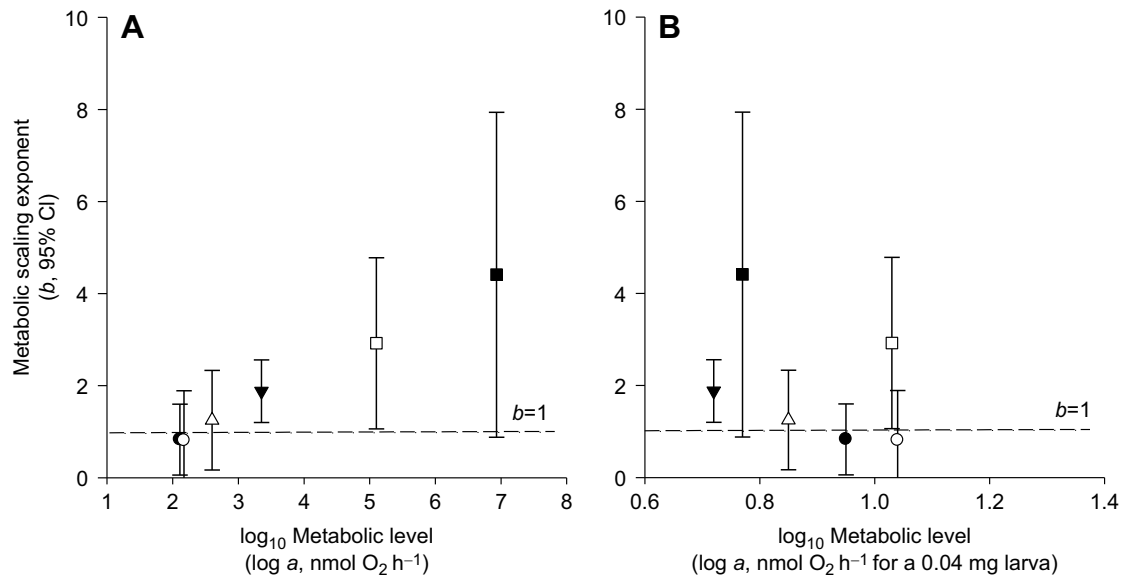 A
B
Metabolic scaling exponent
(b, 95% CI)
10
8
6
4
2
0
b=1
1 2 3 4 5 6 7 8
log₁₀ Metabolic level
(log a, nmol O₂ h⁻¹)
10
8
6
4
2
0
b=1
0.6 0.8 1.0 1.2 1.4
log₁₀ Metabolic level
(log a, nmol O₂ h⁻¹ for a 0.04 mg larva)